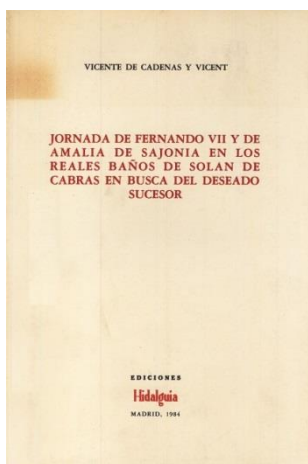 VICENTE DE CADENAS Y VICENT
JORNADA DE FERNANDO VII Y DE
AMALIA DE SAJONIA EN LOS
REALES BAÑOS DE SOLAN DE
CABRAS EN BUSCA DEL DESEADO
SUCESOR
EDICIONES
Hidalguia
MADRID, 1984